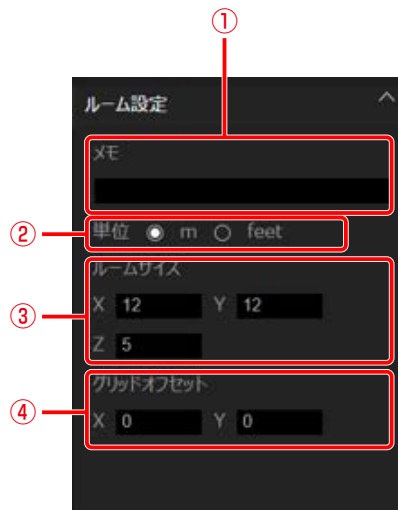 ①
ルーム設定
メモ
② 単位 m feet
ルームサイズ
③ X 12 Y 12
Z 5
グリッドオフセット
④ X 0 Y 0